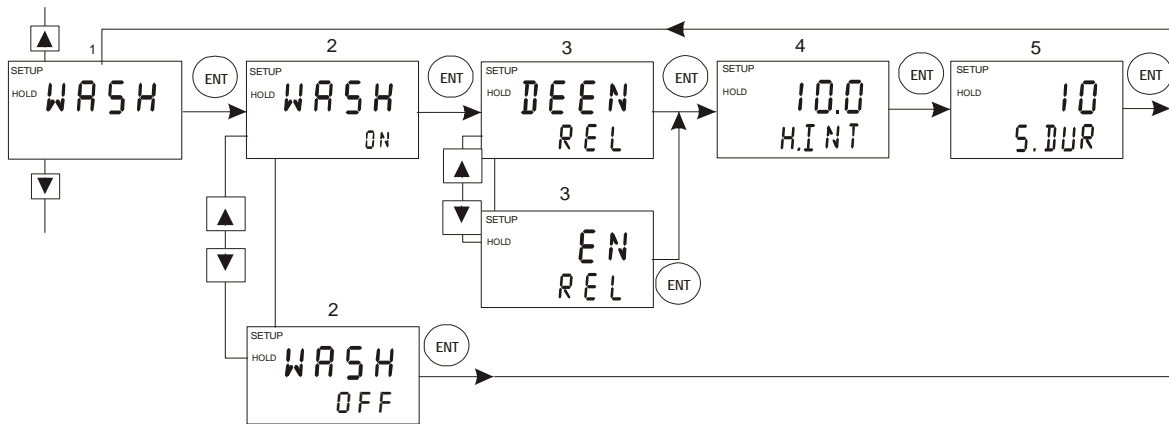 1
SETUP
HOLD
WASH
ENT
2
SETUP
HOLD
WASH
ON
ENT
3
SETUP
HOLD
DEEN
REL
ENT
4
SETUP
HOLD
10.0
H.INT
ENT
5
SETUP
HOLD
10
S.DUR
ENT
3
SETUP
HOLD
EN
REL
ENT
2
SETUP
HOLD
WASH
OFF
ENT